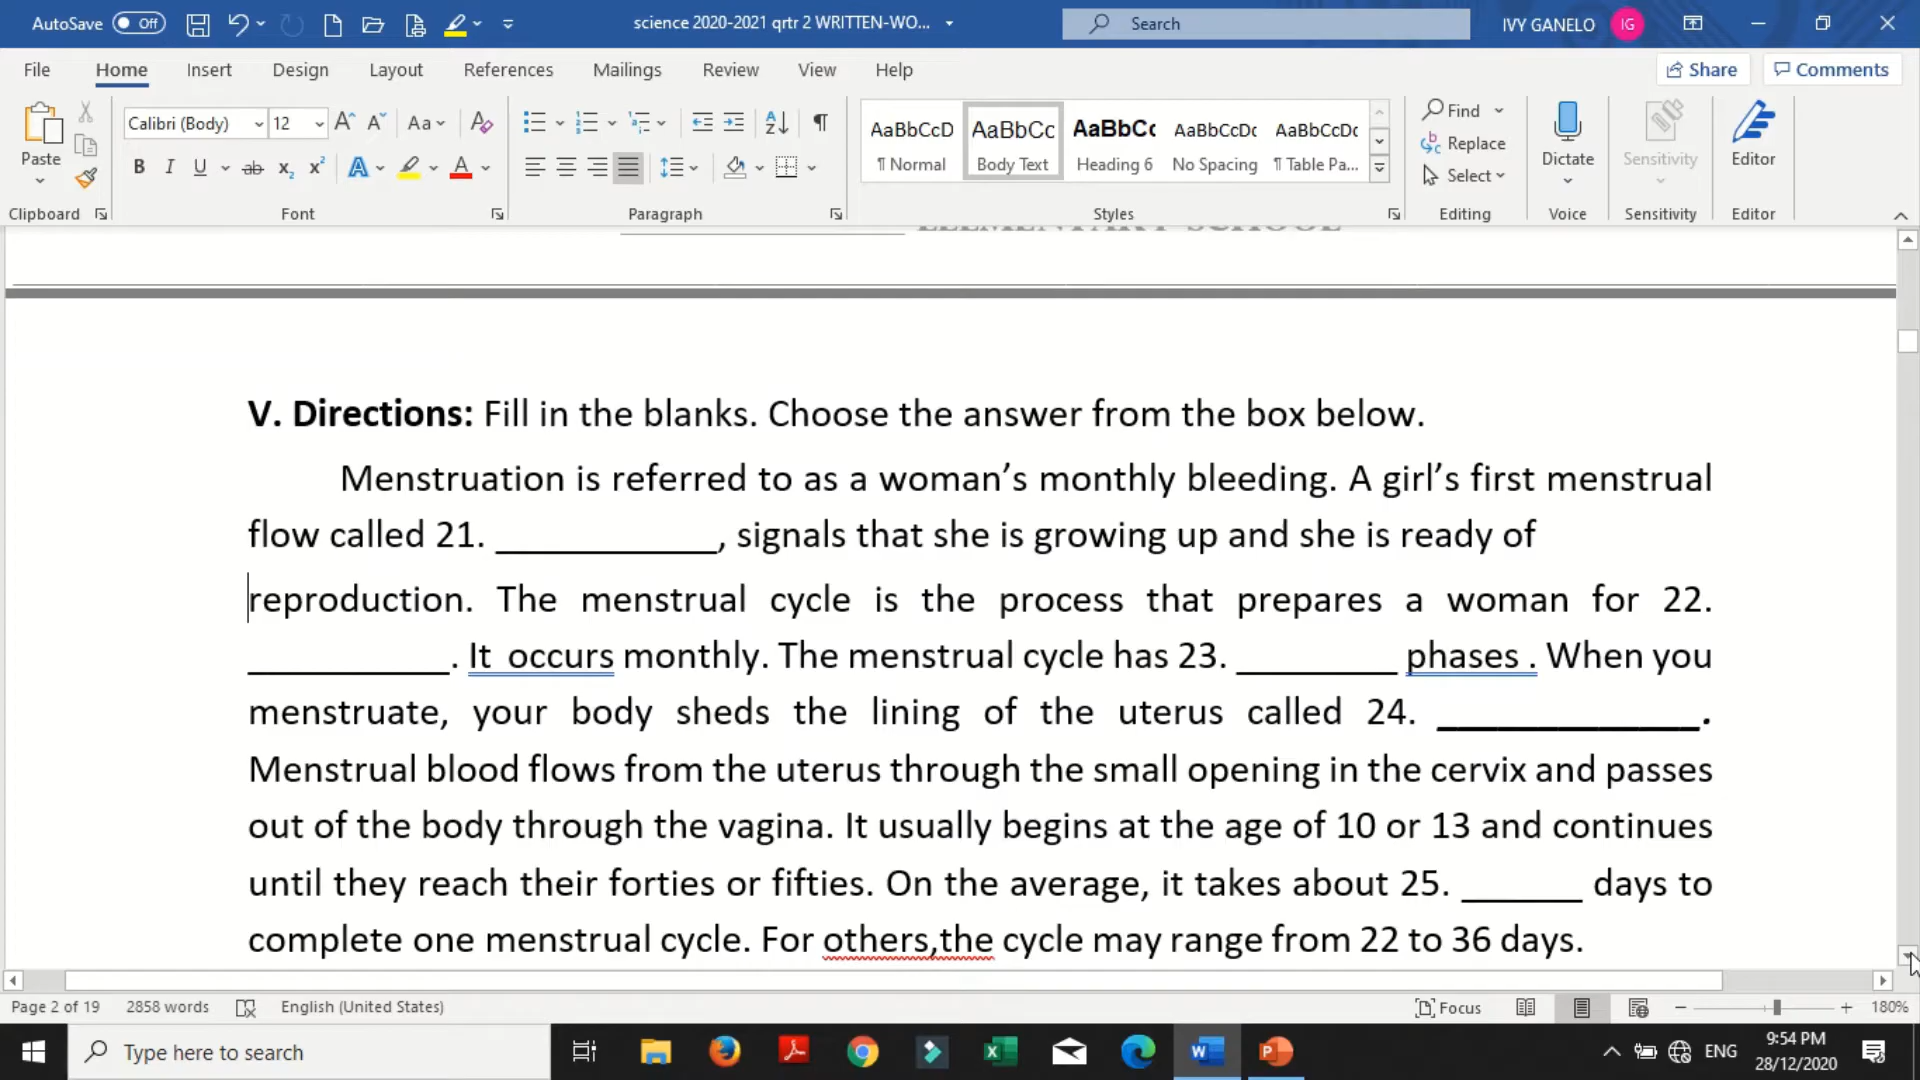 AutoSave Off science 2020-2021 qrtr 2 WRITTEN-WO... Search IVY GANELO IG
File Home Insert Design Layout References Mailings Review View Help Share Comments
Paste
Clipboard
Calibri (Body) 12
Font
Paragraph
AaBbCcD AaBbCc AaBbCc AaBbCcDc AaBbCcDc
¶ Normal Body Text Heading 6 No Spacing ¶ Table Pa...
Styles
Find
Replace
Select
Editing
Dictate
Voice
Sensitivity
Sensitivity
Editor
Editor
ELEMENTARY SCHOOL
V. Directions: Fill in the blanks. Choose the answer from the box below.
Menstruation is referred to as a woman’s monthly bleeding. A girl’s first menstrual
flow called 21. ___________, signals that she is growing up and she is ready of
reproduction. The menstrual cycle is the process that prepares a woman for 22.
__________. It occurs monthly. The menstrual cycle has 23. ________ phases . When you
menstruate, your body sheds the lining of the uterus called 24. _____________.
Menstrual blood flows from the uterus through the small opening in the cervix and passes
out of the body through the vagina. It usually begins at the age of 10 or 13 and continues
until they reach their forties or fifties. On the average, it takes about 25. ______ days to
complete one menstrual cycle. For others,the cycle may range from 22 to 36 days.
Page 2 of 19 2858 words English (United States) Focus 180%
Type here to search
ENG
9:54 PM
28/12/2020